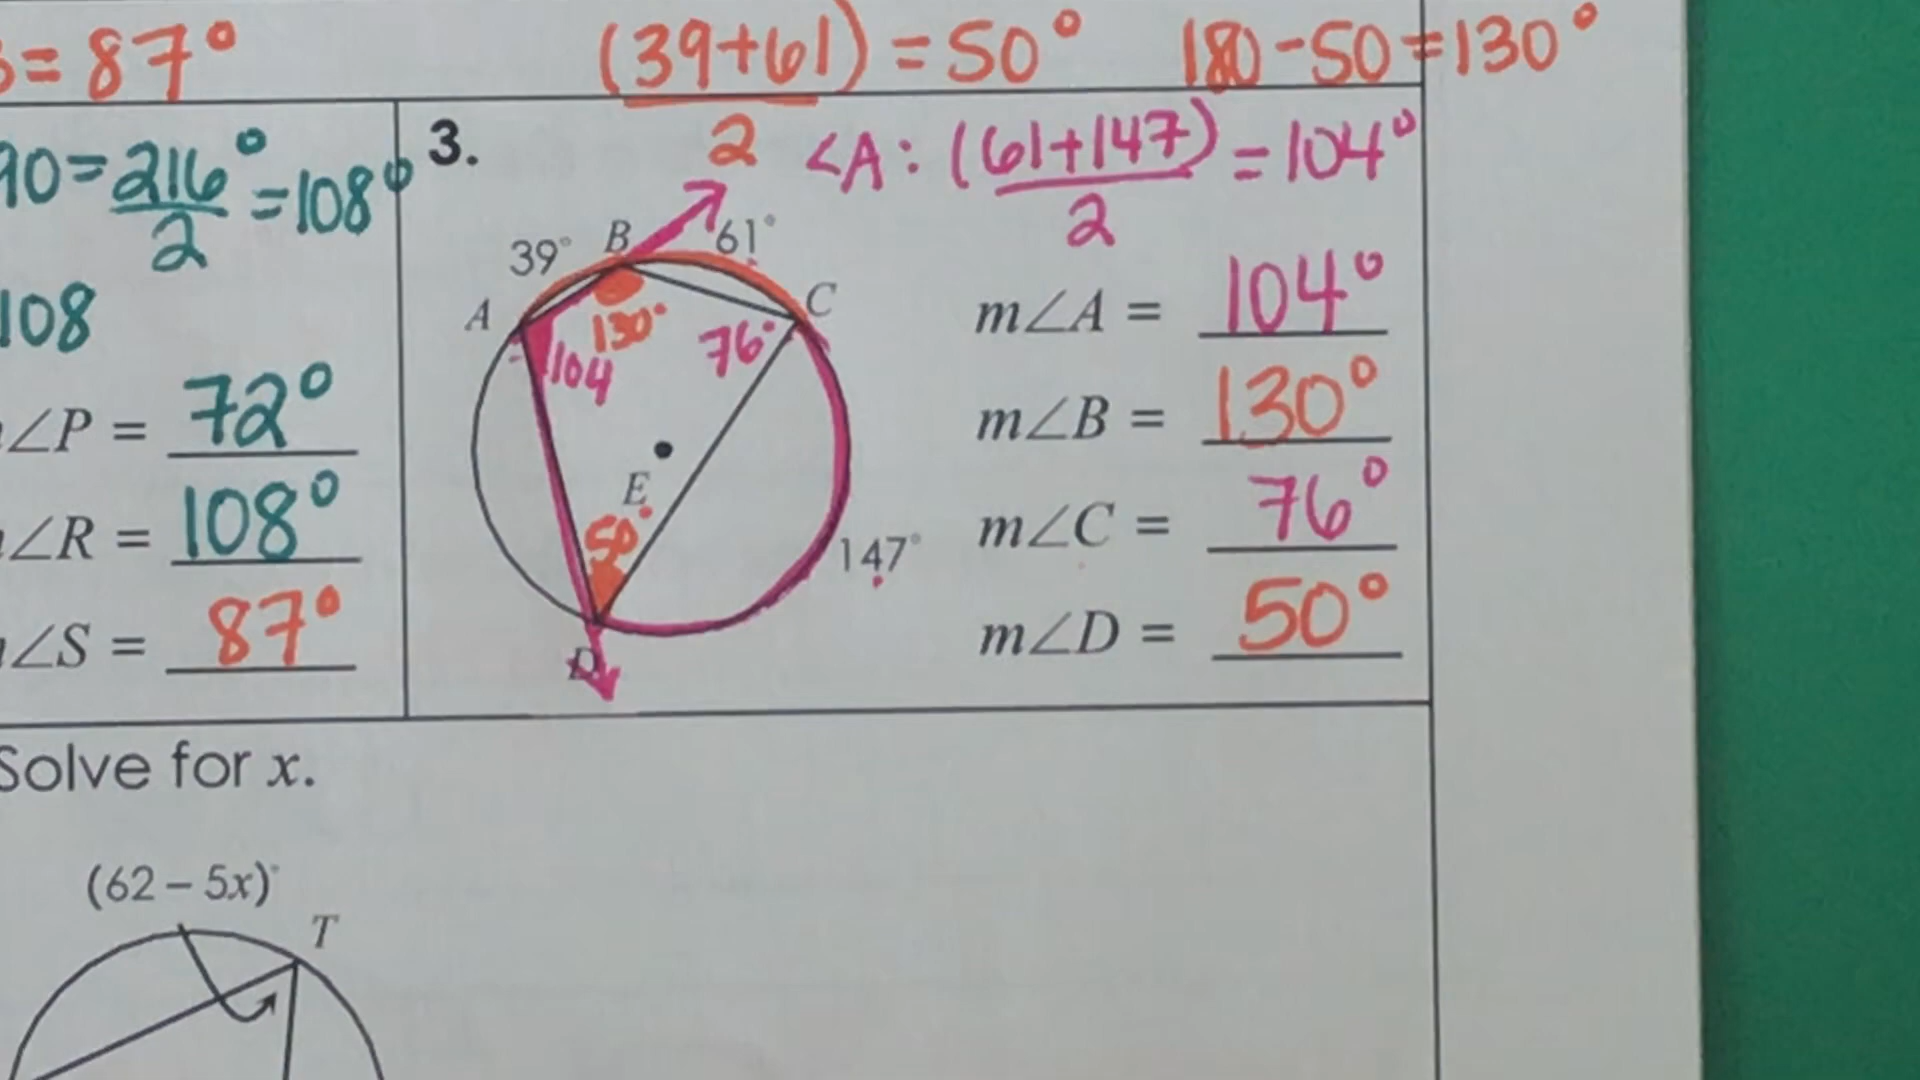 = 87°
(39+61) = 50° 180-50=130°
2
90=216°=108°
2
3.
<A: (61+147) = 104°
2
39° B 61°
A C
130° 76°
104
E
50°
147°
D
m∠A = 104°
m∠B = 130°
m∠C = 76°
m∠D = 50°
108
∠P = 72°
∠R = 108°
∠S = 87°
Solve for x.
(62 – 5x)°
T